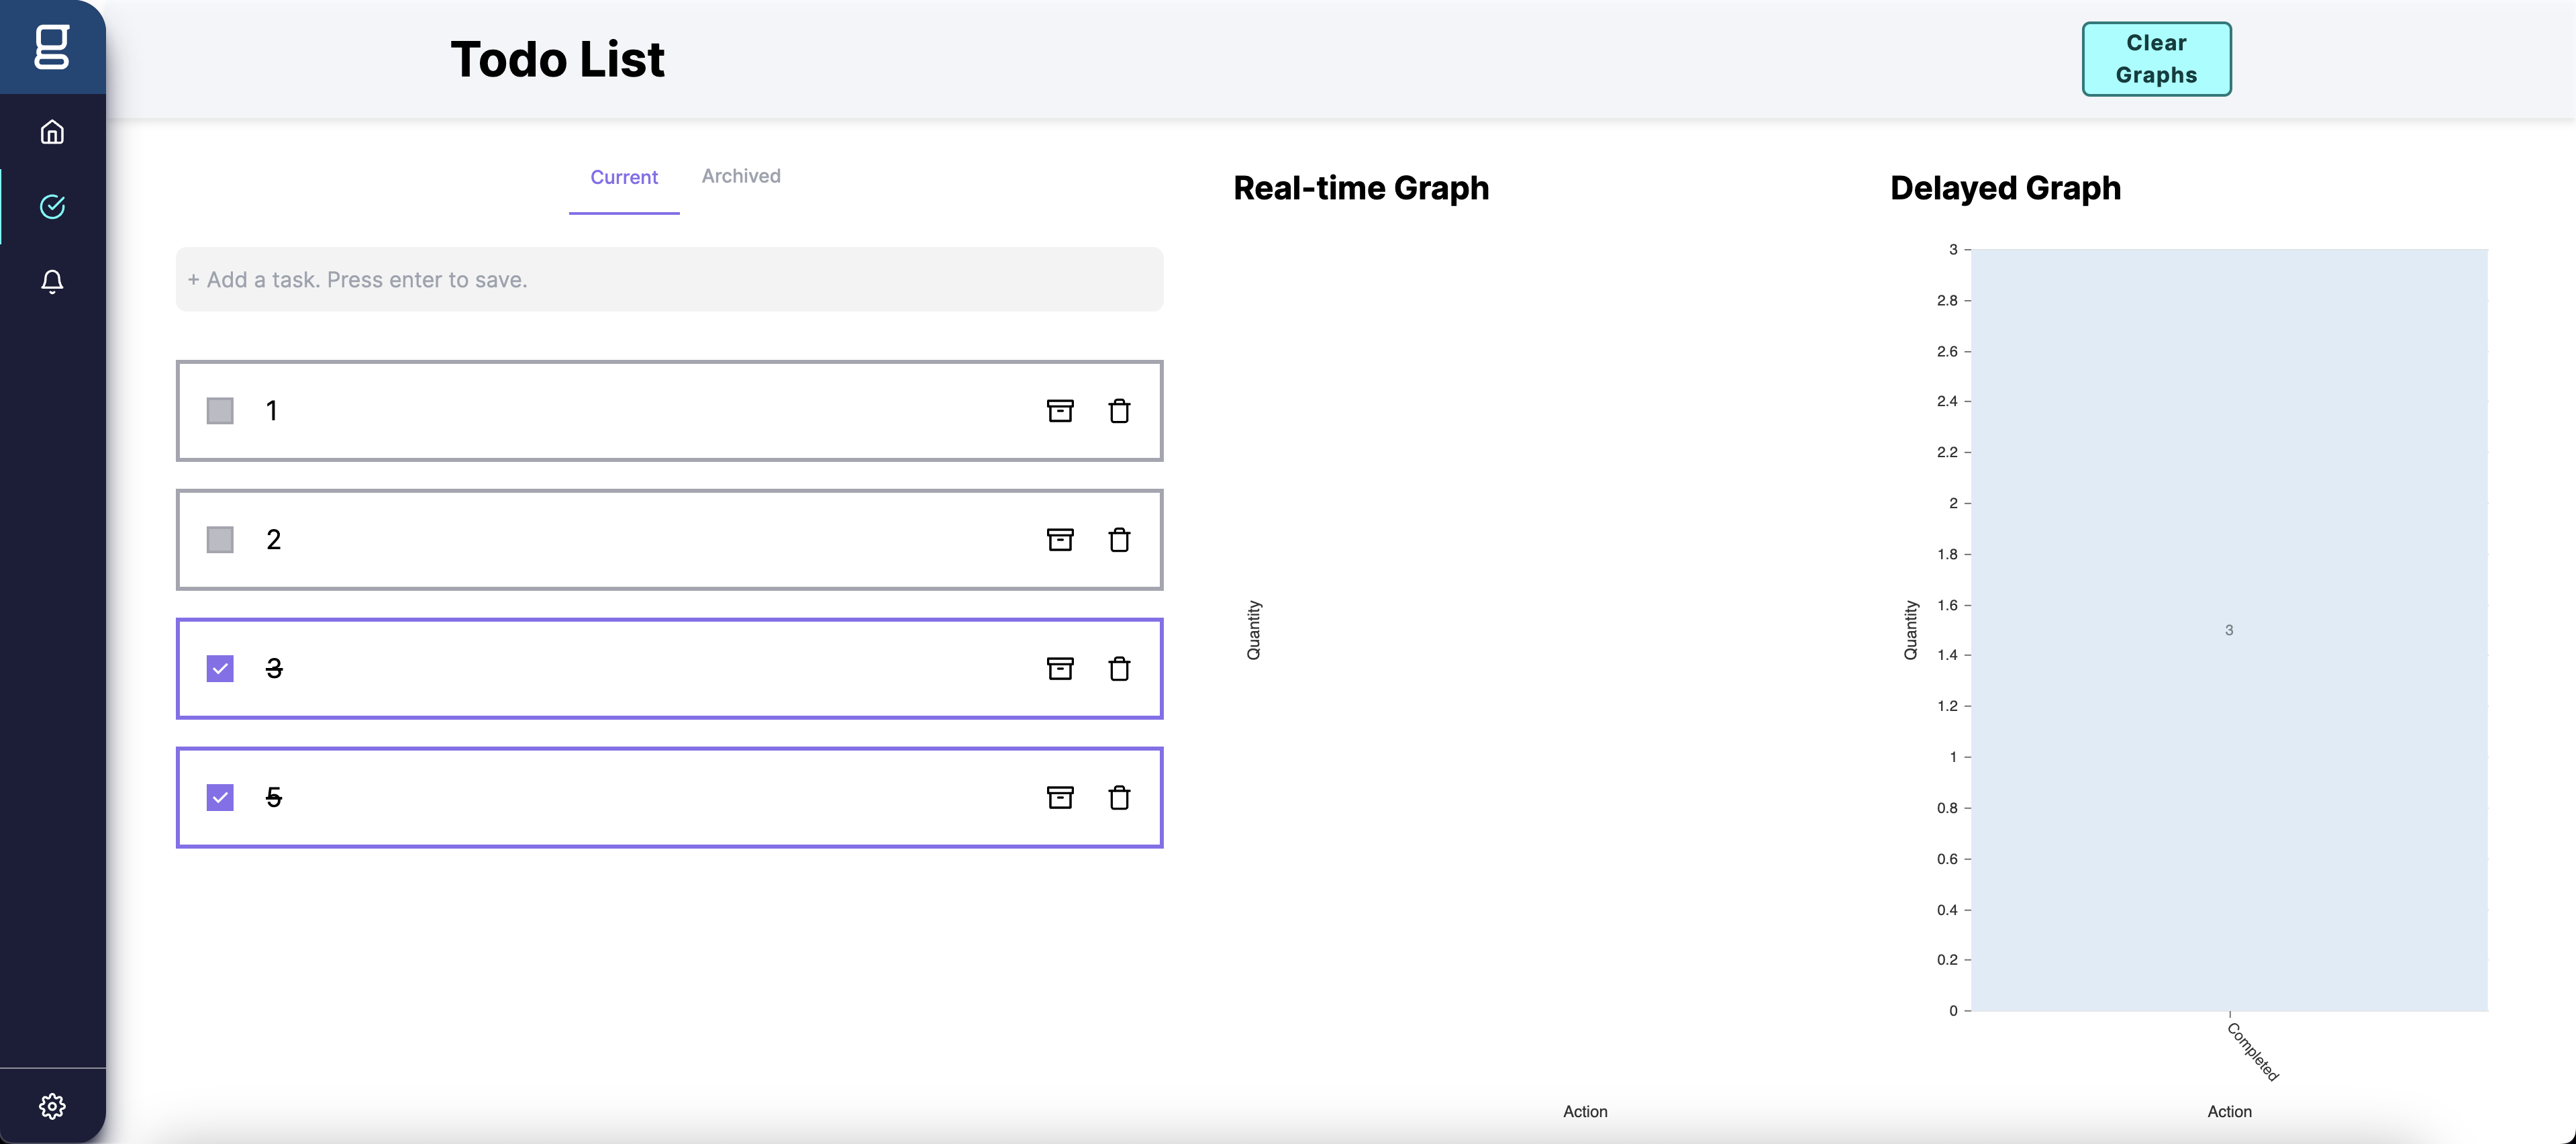 g
Todo List
Clear
Graphs
Current
Archived
+ Add a task. Press enter to save.
1
2
3
5
Real-time Graph
Quantity
Action
Delayed Graph
3
2.8
2.6
2.4
2.2
2
1.8
1.6
1.4
1.2
1
0.8
0.6
0.4
0.2
0
Quantity
3
Completed
Action